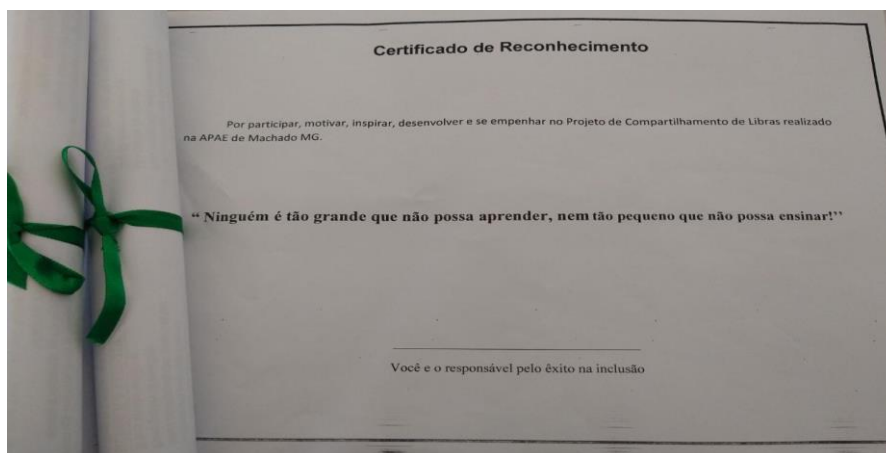 Certificado de Reconhecimento
Por participar, motivar, inspirar, desenvolver e se empenhar no Projeto de Compartilhamento de Libras realizado
na APAE de Machado MG.
“ Ninguém é tão grande que não possa aprender, nem tão pequeno que não possa ensinar!’’
Você e o responsável pelo êxito na inclusão